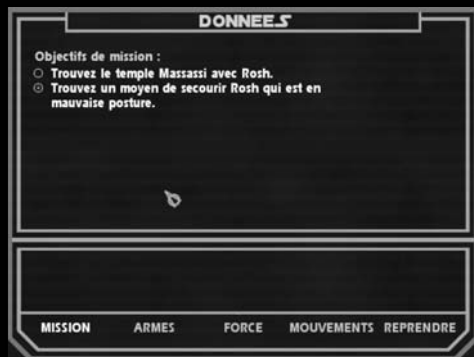 DONNEES
Objectifs de mission :
Trouvez le temple Massassi avec Rosh.
Trouvez un moyen de secourir Rosh qui est en
mauvaise posture.
MISSION ARMES FORCE MOUVEMENTS REPRENDRE